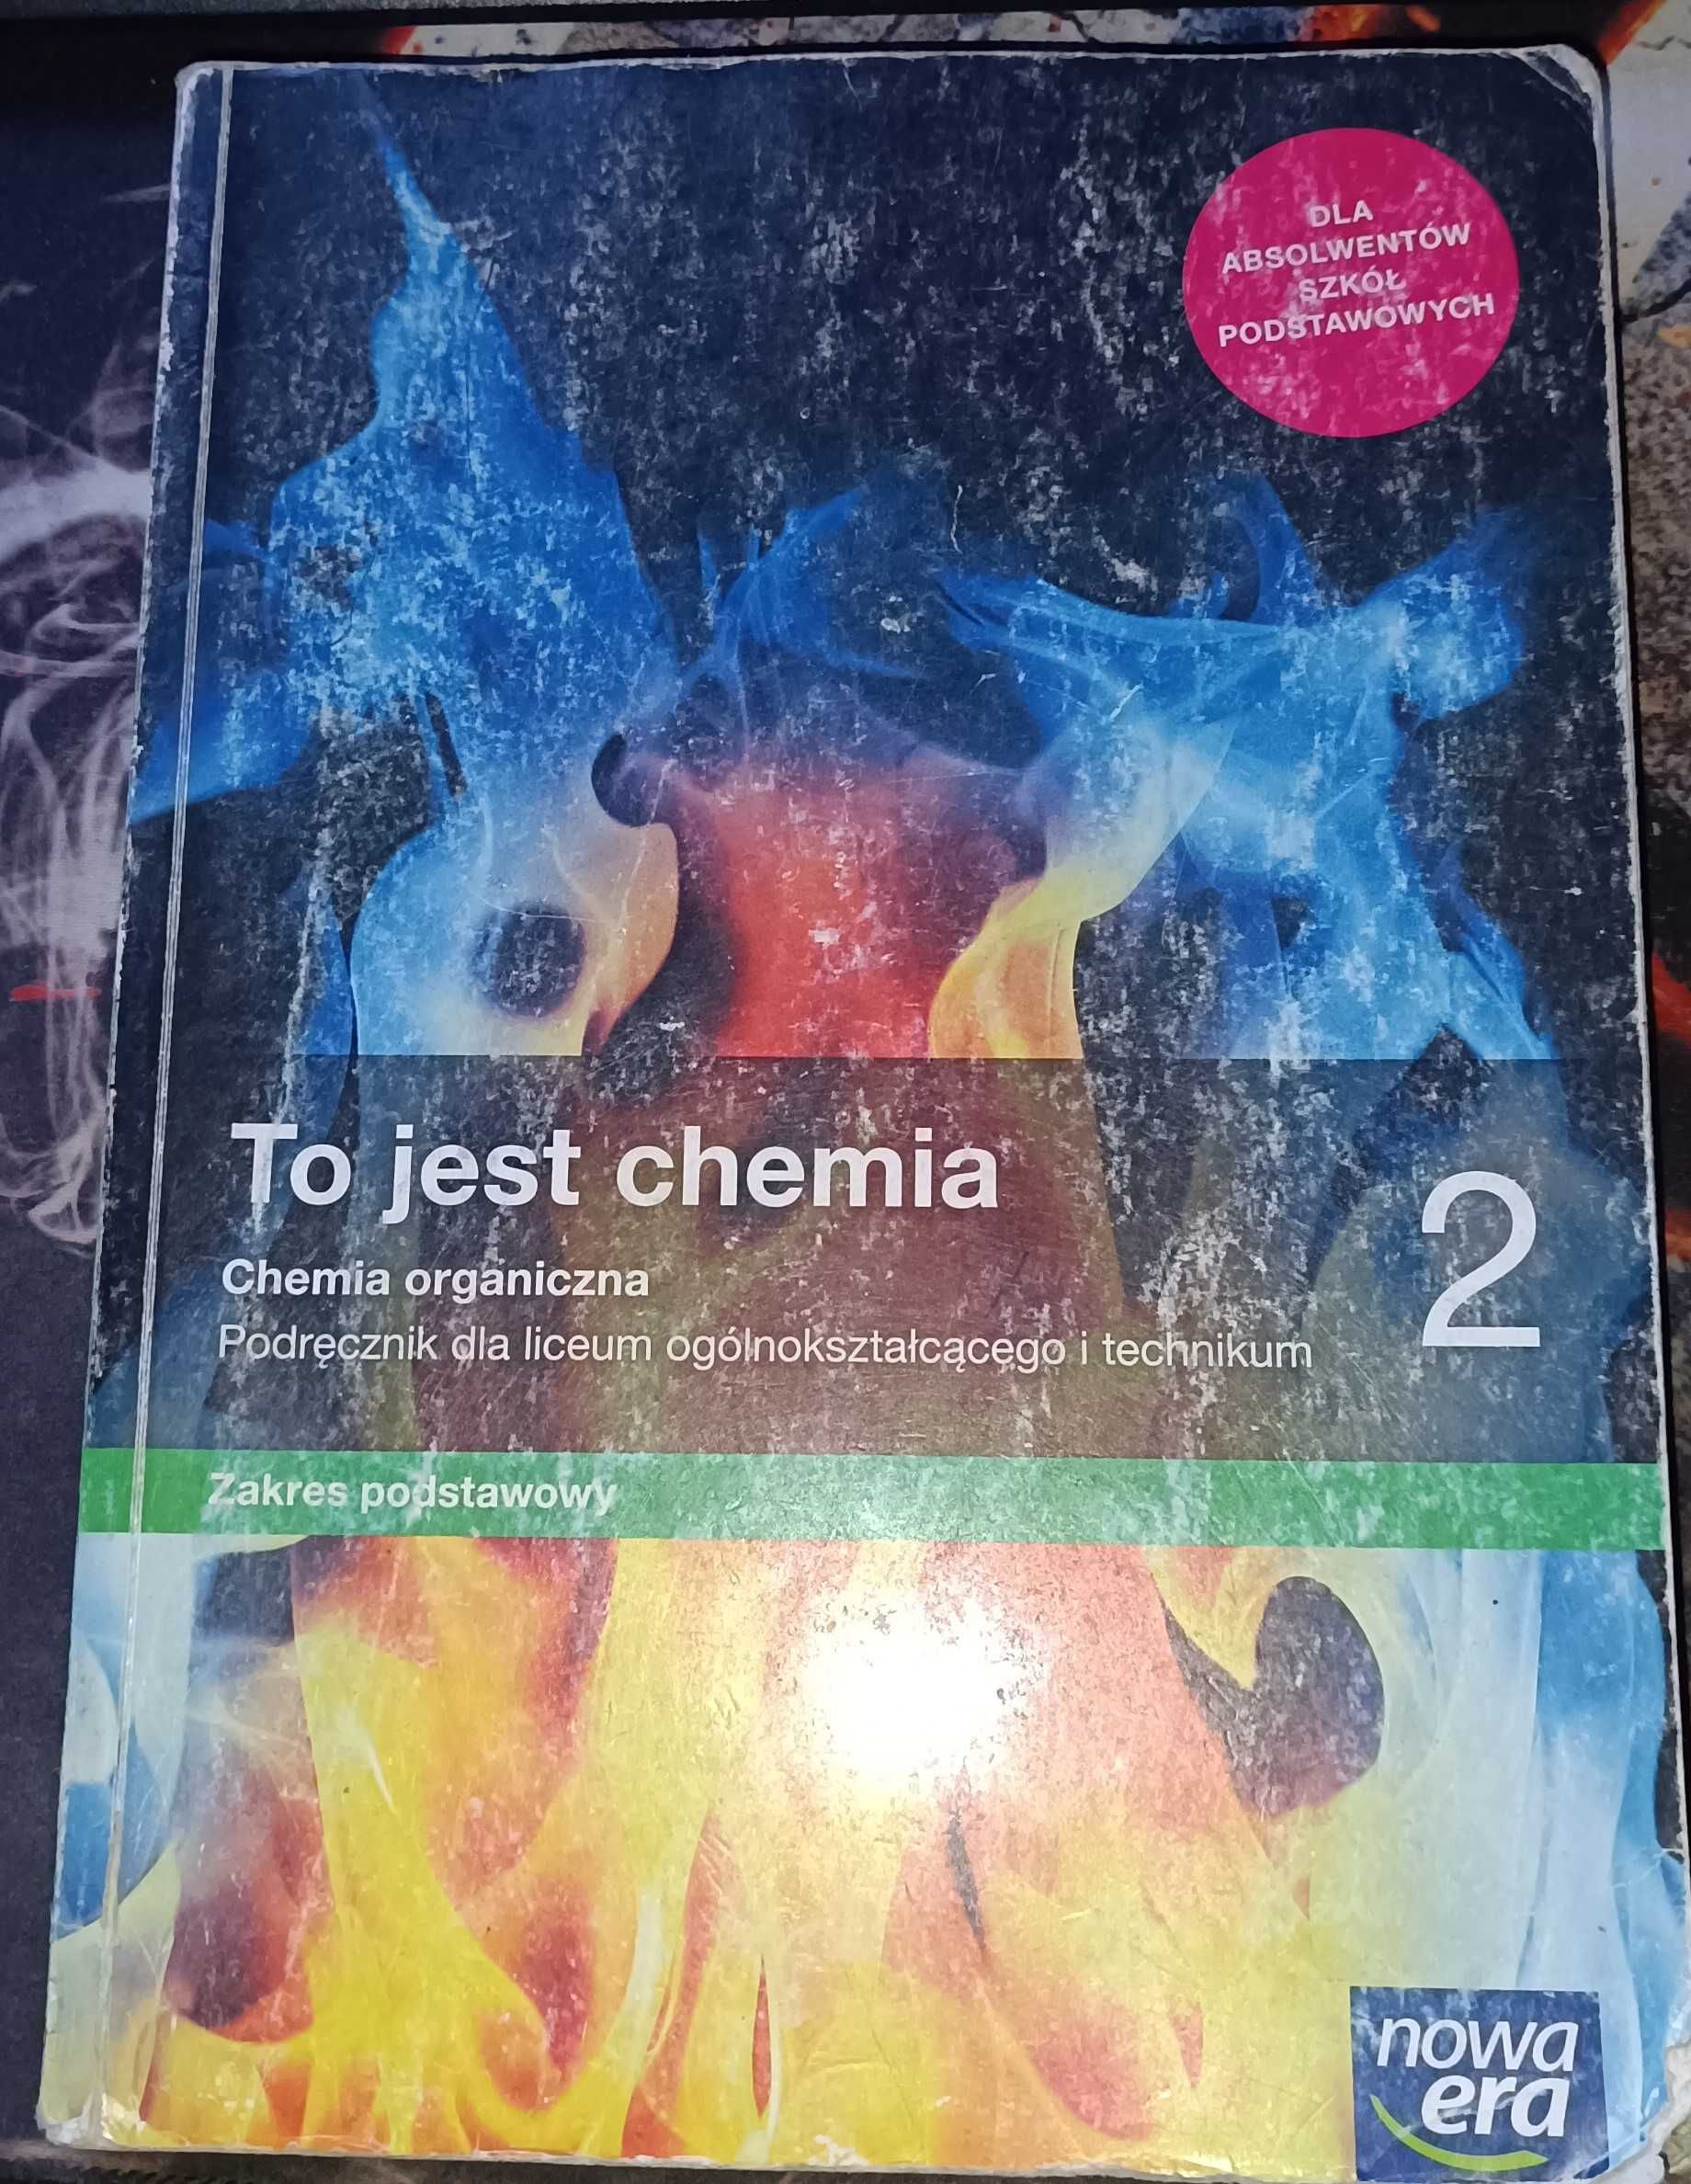 DLA
ABSOLWENTÓW
SZKÓŁ
PODSTAWOWYCH
To jest chemia
2
Chemia organiczna
Podręcznik dla liceum ogólnokształcącego i technikum
Zakres podstawowy
nowa
era